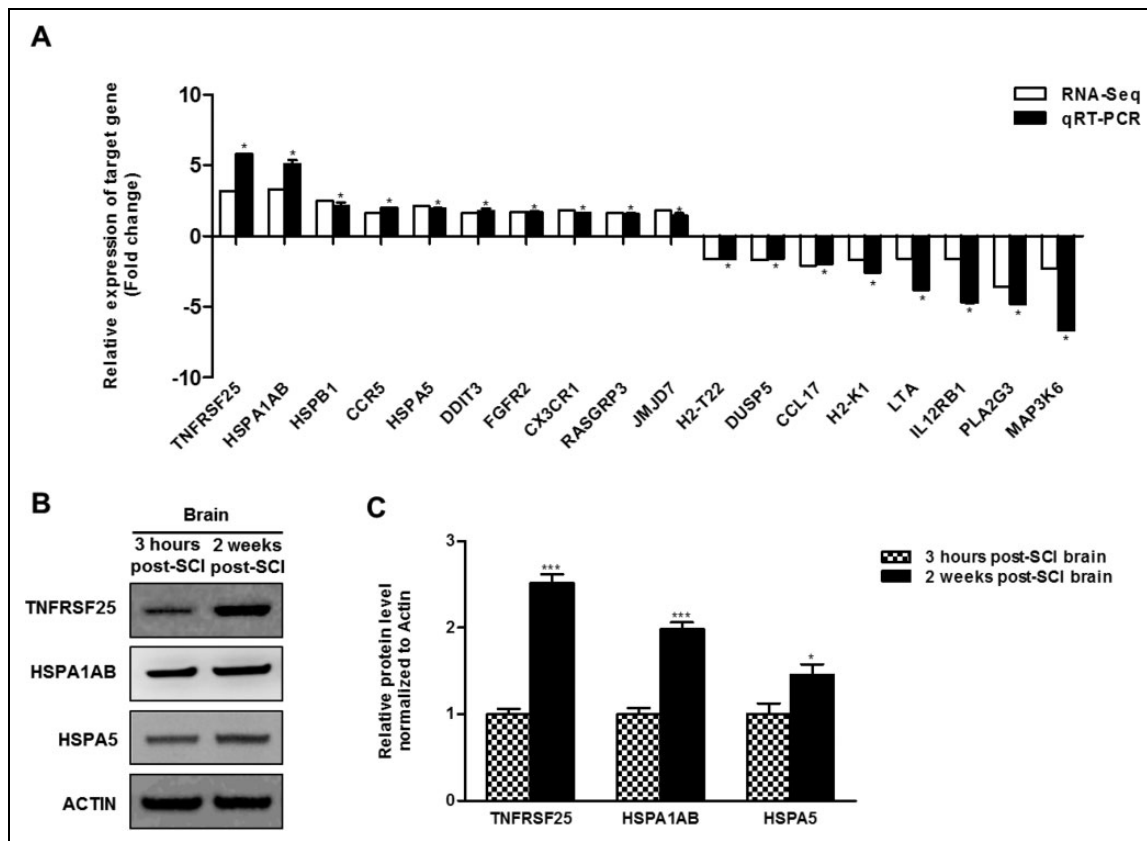 A
RNA-Seq
qRT-PCR
Relative expression of target gene
(Fold change)
10
5
0
-5
-10
* * * * * * * * * * * * * * * * * *
TNFRSF25
HSPA1AB
HSPB1
CCR5
HSPA5
DDIT3
FGFR2
CX3CR1
RASGRP3
JMJD7
H2-T22
DUSP5
CCL17
H2-K1
LTA
IL12RB1
PLA2G3
MAP3K6
B
Brain
3 hours 2 weeks
post-SCI post-SCI
TNFRSF25
HSPA1AB
HSPA5
ACTIN
C
Relative protein level
normalized to Actin
3
2
1
0
***
***
*
3 hours post-SCI brain
2 weeks post-SCI brain
TNFRSF25 HSPA1AB HSPA5